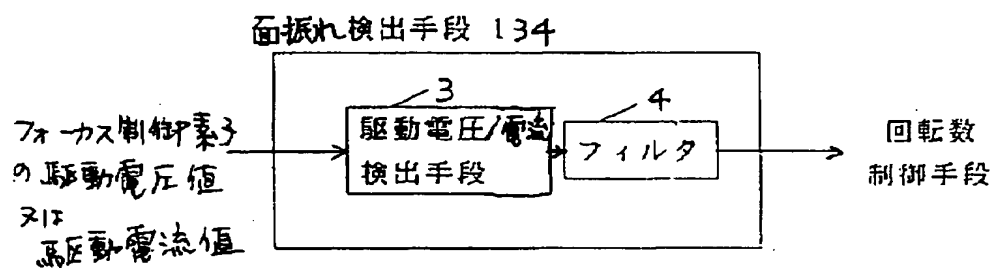 面振れ検出手段 134
3
4
フォーカス制御素子
の駆動電圧値
又は
駆動電流値
駆動電圧/電流
検出手段
フィルタ
回転数
制御手段